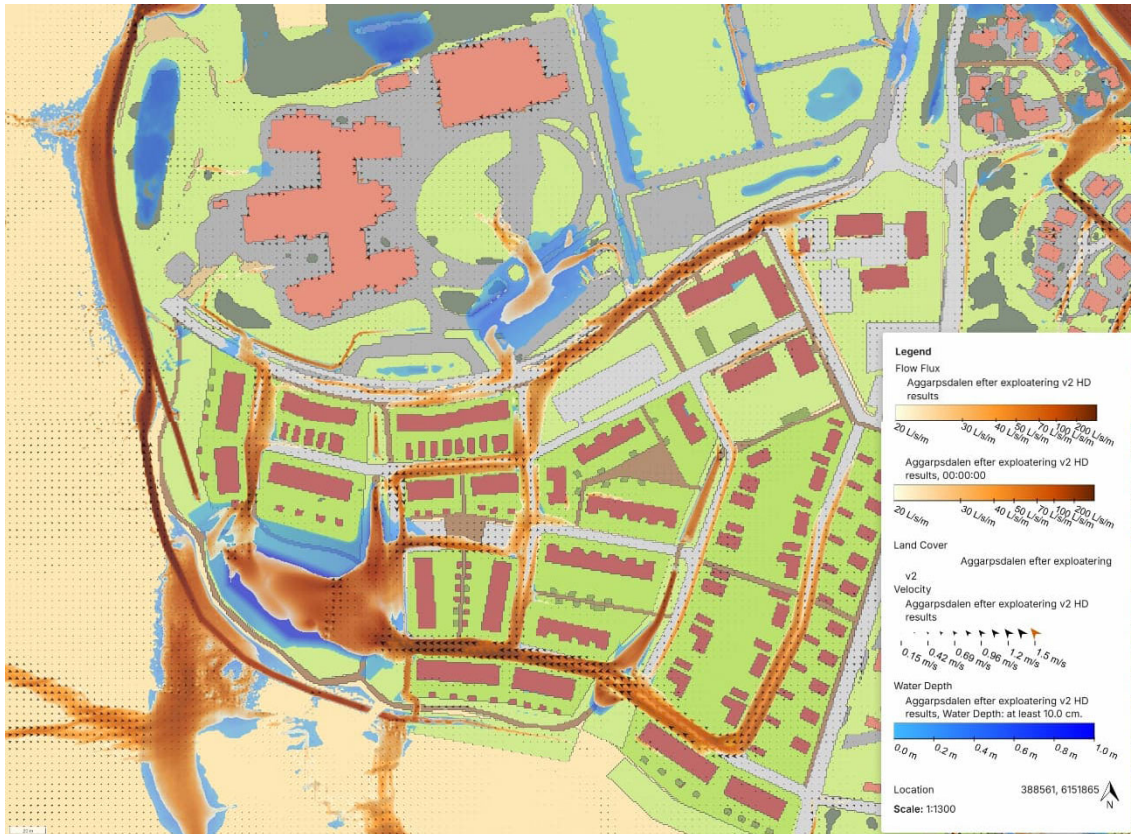 Legend
Flow Flux
Aggarpsdalen efter exploatering v2 HD
results
20 L/s/m 30 L/s/m 40 L/s/m 50 L/s/m 70 L/s/m 100 L/s/m 200 L/s/m
Aggarpsdalen efter exploatering v2 HD
results, 00:00:00
20 L/s/m 30 L/s/m 40 L/s/m 50 L/s/m 70 L/s/m 100 L/s/m 200 L/s/m
Land Cover
Aggarpsdalen efter exploatering
v2
Velocity
Aggarpsdalen efter exploatering v2 HD
results
0.15 m/s 0.42 m/s 0.69 m/s 0.96 m/s 1.2 m/s 1.5 m/s
Water Depth
Aggarpsdalen efter exploatering v2 HD
results, Water Depth: at least 10.0 cm.
0.0 m 0.2 m 0.4 m 0.6 m 0.8 m 1.0 m
Location 388561, 6151865
Scale: 1:1300
N
20 m